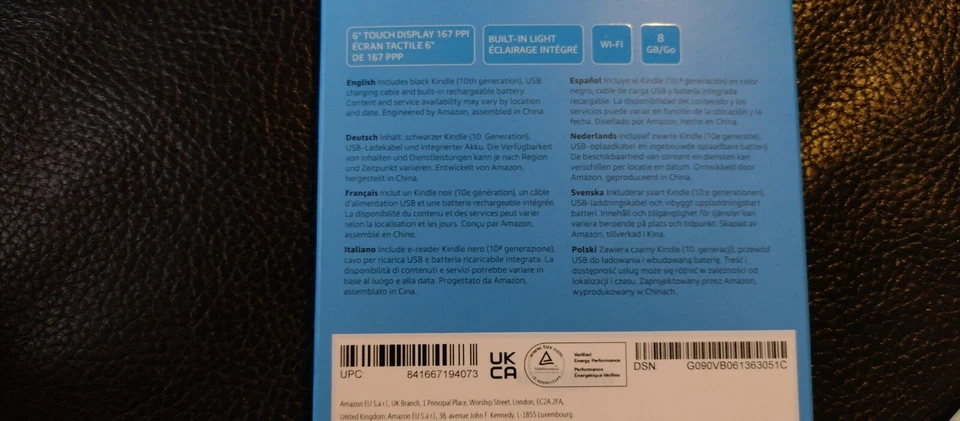 6" TOUCH DISPLAY 167 PPI
ÉCRAN TACTILE 6"
DE 167 PPP
BUILT-IN LIGHT
ÉCLAIRAGE INTÉGRÉ
WI-FI
8
GB/Go
English Includes black Kindle (10th generation), USB
charging cable and built-in rechargeable battery.
Content and service availability may vary by location
and date. Engineered by Amazon, assembled in China.
Deutsch Inhalt: schwarzer Kindle (10. Generation),
USB-Ladekabel und integrierter Akku. Die Verfügbarkeit
von Inhalten und Dienstleistungen kann je nach Region
und Zeitpunkt variieren. Entwickelt von Amazon,
hergestellt in China.
Français Inclut un Kindle noir (10e génération), un câble
d'alimentation USB et une batterie rechargeable intégrée.
La disponibilité du contenu et des services peut varier
selon la localisation et les jours. Conçu par Amazon,
assemblé en Chine.
Italiano Include e-reader Kindle nero (10ª generazione),
cavo per ricarica USB e batteria ricaricabile integrata. La
disponibilità di contenuti e servizi potrebbe variare in
base al luogo e alla data. Progettato da Amazon,
assemblato in Cina.
Español Incluye el Kindle (10.ª generación) en color
negro, cable de carga USB y batería integrada
recargable. La disponibilidad del contenido y los
servicios puede variar en función de la ubicación y la
fecha. Diseñado por Amazon, hecho en China.
Nederlands Inclusief zwarte Kindle (10e generatie),
USB-oplaadkabel en ingebouwde oplaadbare batterij.
De beschikbaarheid van content en diensten kan
verschillen per locatie en datum. Ontwikkeld door
Amazon, geproduceerd in China.
Svenska Inkluderar svart Kindle (10:e generationen),
USB-laddningskabel och inbyggt uppladdningsbart
batteri. Innehåll och tillgänglighet för tjänster kan
variera beroende på plats och tidpunkt. Skapad av
Amazon, tillverkad i Kina.
Polski Zawiera czarny Kindle (10. generacji), przewód
USB do ładowania i wbudowaną baterię. Treść i
dostępność usług może się różnić w zależności od
lokalizacji i czasu. Zaprojektowany przez Amazon,
wyprodukowany w Chinach.
UPC: 841667194073
UK
CA
www.tuv.com
Verified
Energy Performance
Performance
Énergétique Vérifiée
DSN: G090VB061363051C
Amazon EU S.à r.l., UK Branch, 1 Principal Place, Worship Street, London, EC2A 2FA,
United Kingdom; Amazon EU S.à r.l., 38, avenue John F. Kennedy, L-1855 Luxembourg